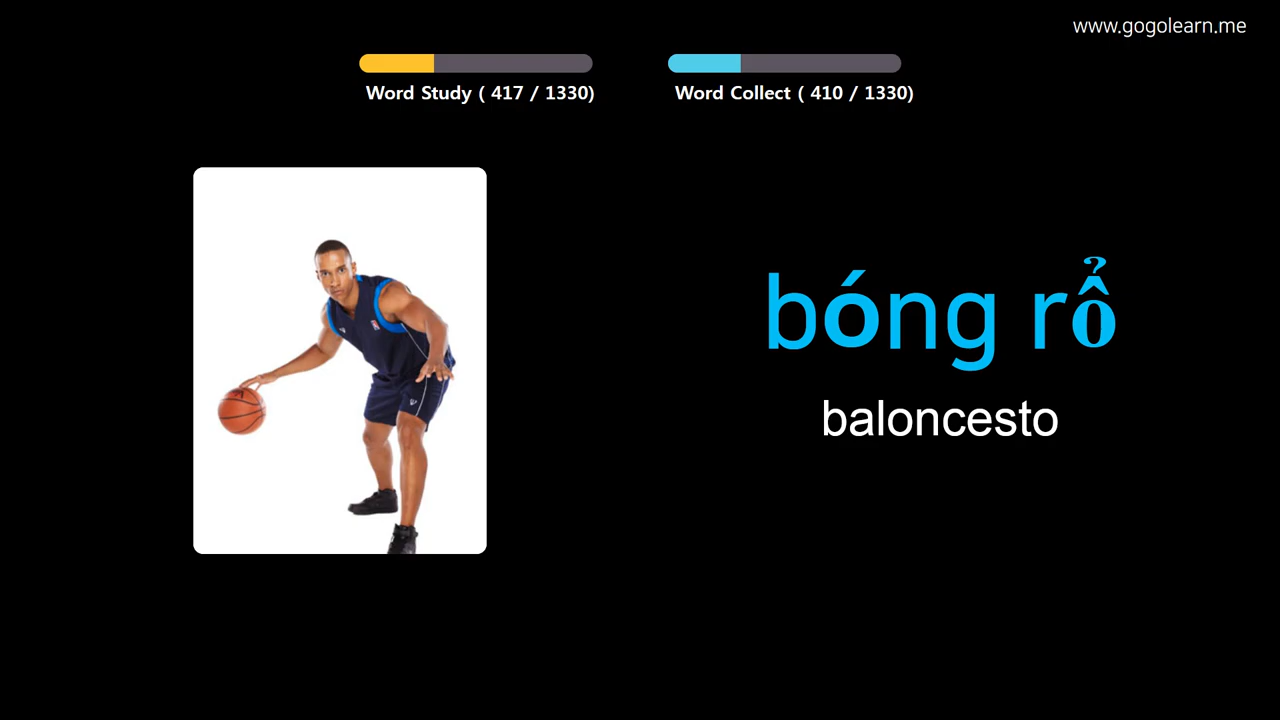 www.gogolearn.me
Word Study ( 417 / 1330)
Word Collect ( 410 / 1330)
bóng rổ
baloncesto